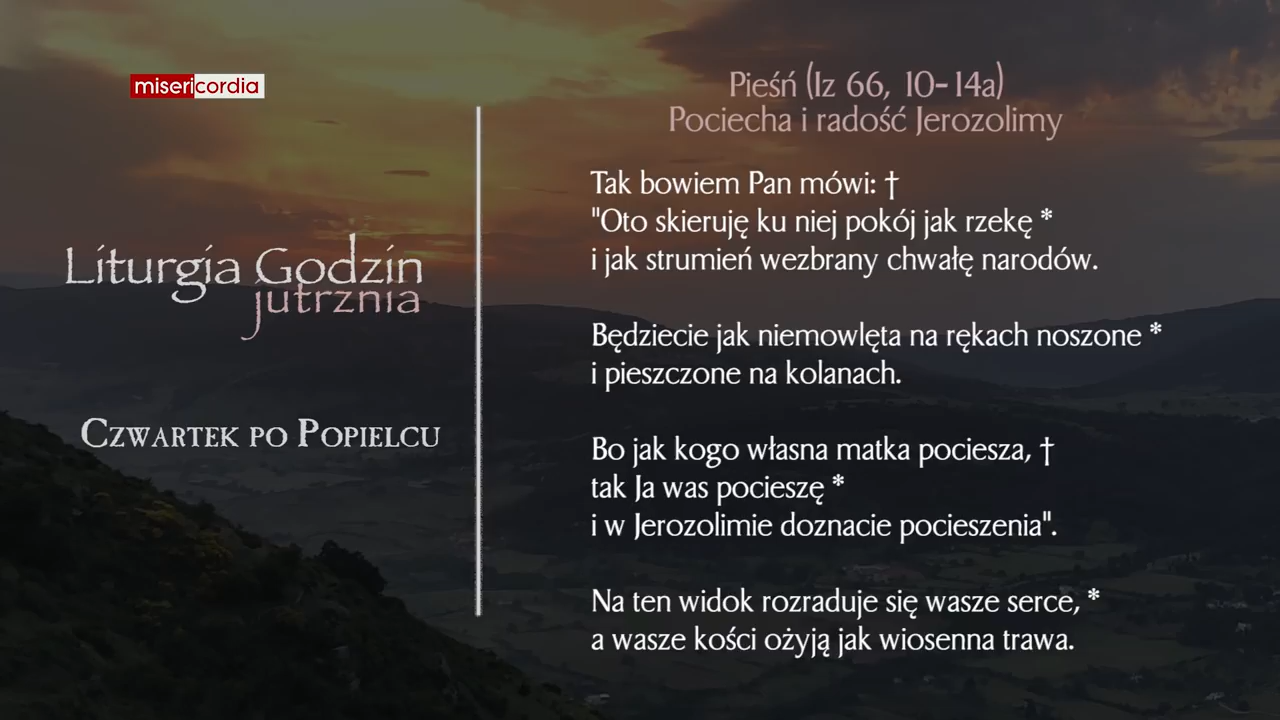 misericordia
Liturgia Godzin
jutrznia
Czwartek po Popielcu
Pieśń (Iz 66, 10-14a)
Pociecha i radość Jerozolimy
Tak bowiem Pan mówi: †
"Oto skieruję ku niej pokój jak rzekę *
i jak strumień wezbrany chwałę narodów.
Będziecie jak niemowlęta na rękach noszone *
i pieszczone na kolanach.
Bo jak kogo własna matka pociesza, †
tak Ja was pocieszę *
i w Jerozolimie doznacie pocieszenia".
Na ten widok rozraduje się wasze serce, *
a wasze kości ożyją jak wiosenna trawa.